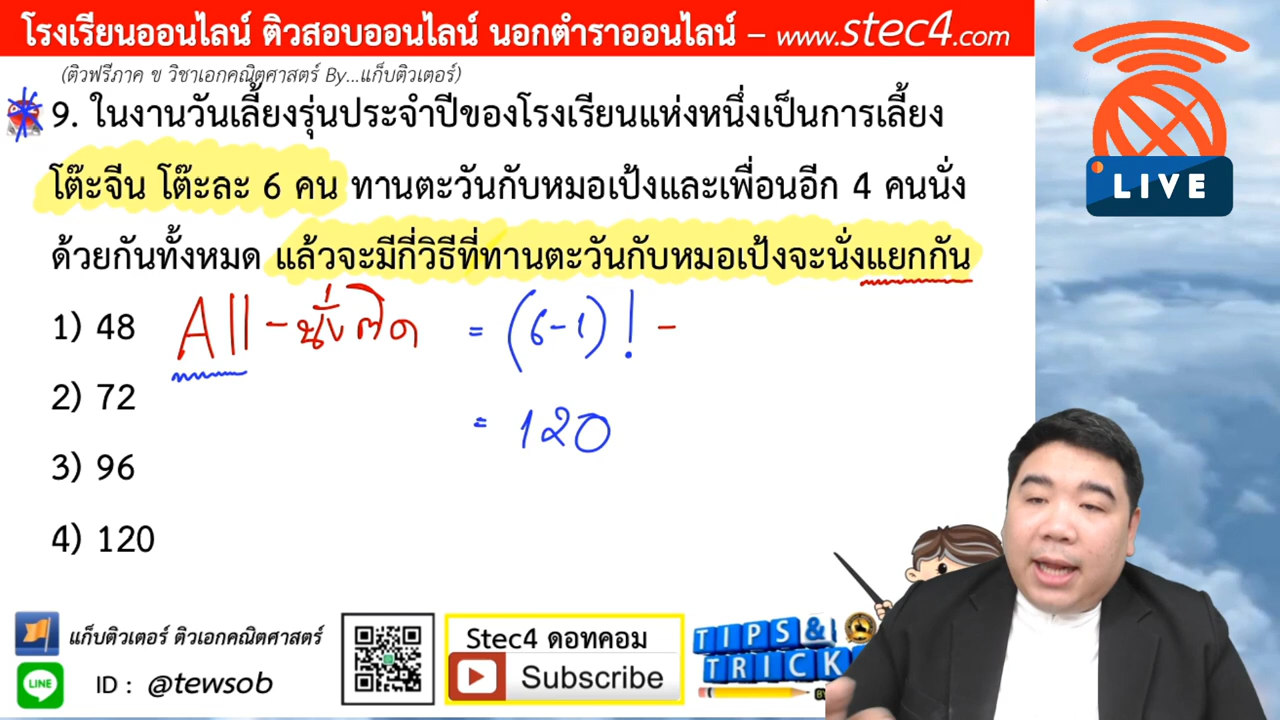 โรงเรียนออนไลน์ ติวสอบออนไลน์ นอกตำราออนไลน์ – www.stec4.com
(ติวฟรีภาค ข วิชาเอกคณิตศาสตร์ By...แก็บติวเตอร์)
LIVE
9. ในงานวันเลี้ยงรุ่นประจำปีของโรงเรียนแห่งหนึ่งเป็นการเลี้ยง
โต๊ะจีน โต๊ะละ 6 คน ทานตะวันกับหมอเป้งและเพื่อนอีก 4 คนนั่ง
ด้วยกันทั้งหมด แล้วจะมีกี่วิธีที่ทานตะวันกับหมอเป้งจะนั่งแยกกัน
1) 48
All - นั่งติด = (6-1)! -
2) 72
= 120
3) 96
4) 120
แก็บติวเตอร์ ติวเอกคณิตศาสตร์
LINE
ID : @tewsob
Stec4 ดอทคอม
Subscribe
TIPS &
TRICK